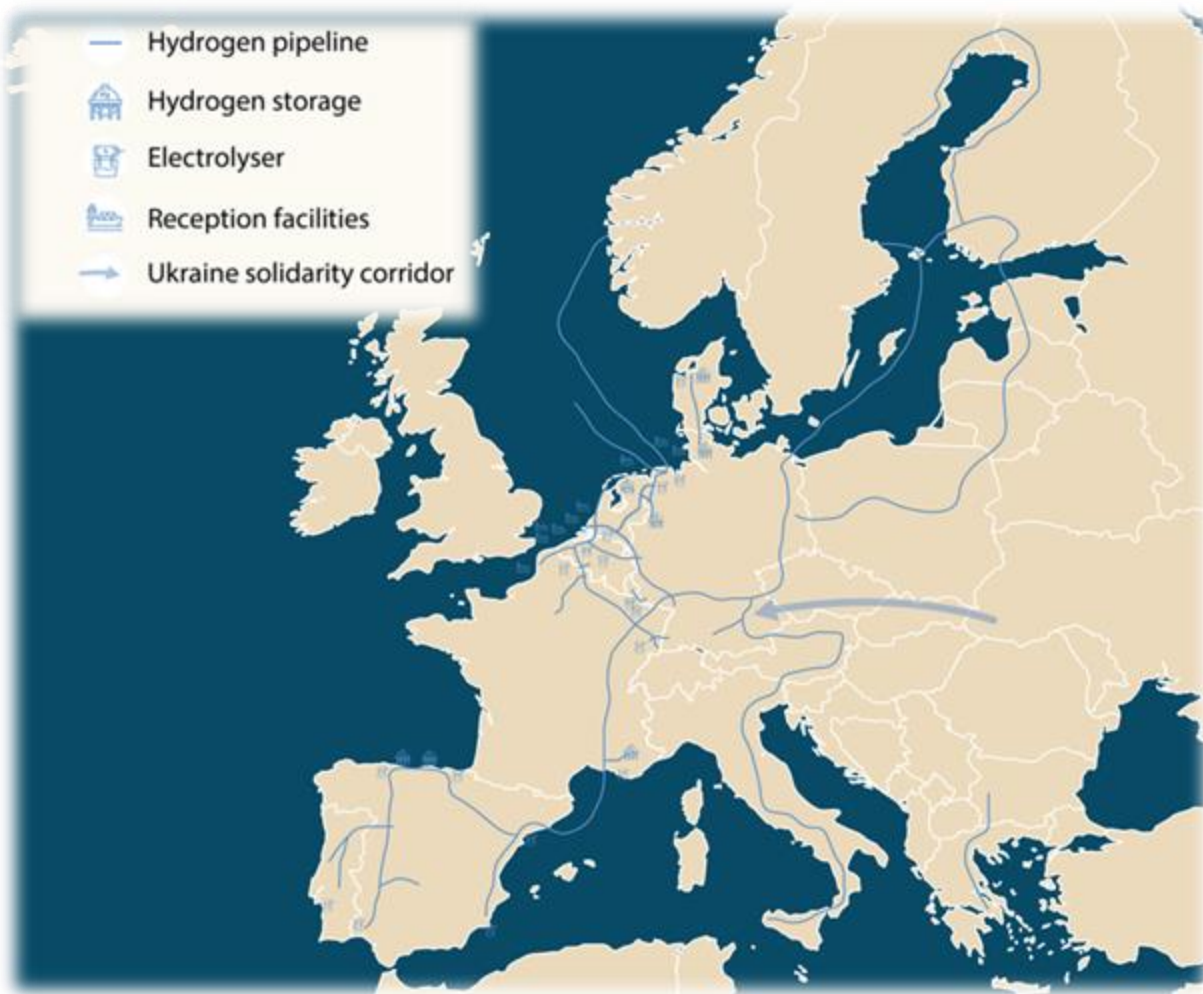 Hydrogen pipeline
Hydrogen storage
Electrolyser
Reception facilities
Ukraine solidarity corridor